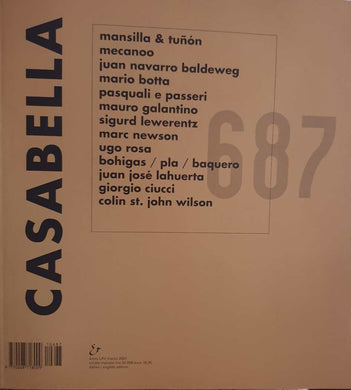 CASABELLA
mansilla & tuñón
mecanoo
juan navarro baldeweg
mario botta
pasquali e passeri
mauro galantino
sigurd lewerentz
marc newson
ugo rosa
bohigas / pla / baquero
juan josé lahuerta
giorgio ciucci
colin st. john wilson
687